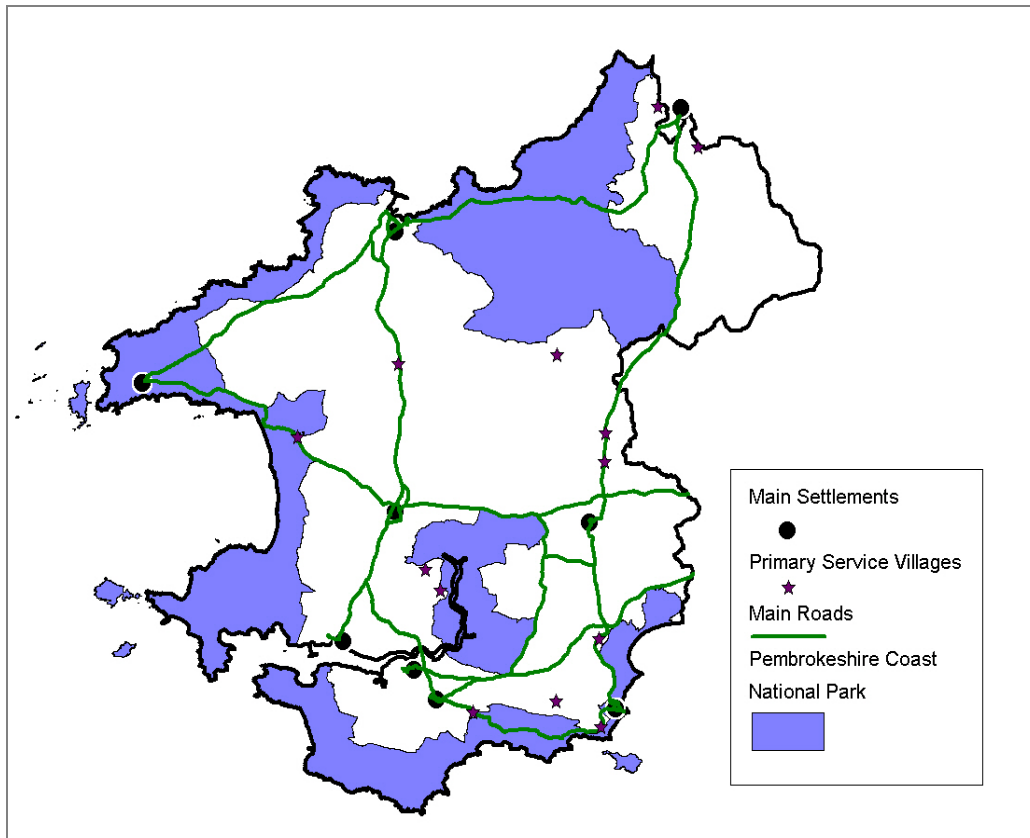 Main Settlements
Primary Service Villages
Main Roads
Pembrokeshire Coast
National Park